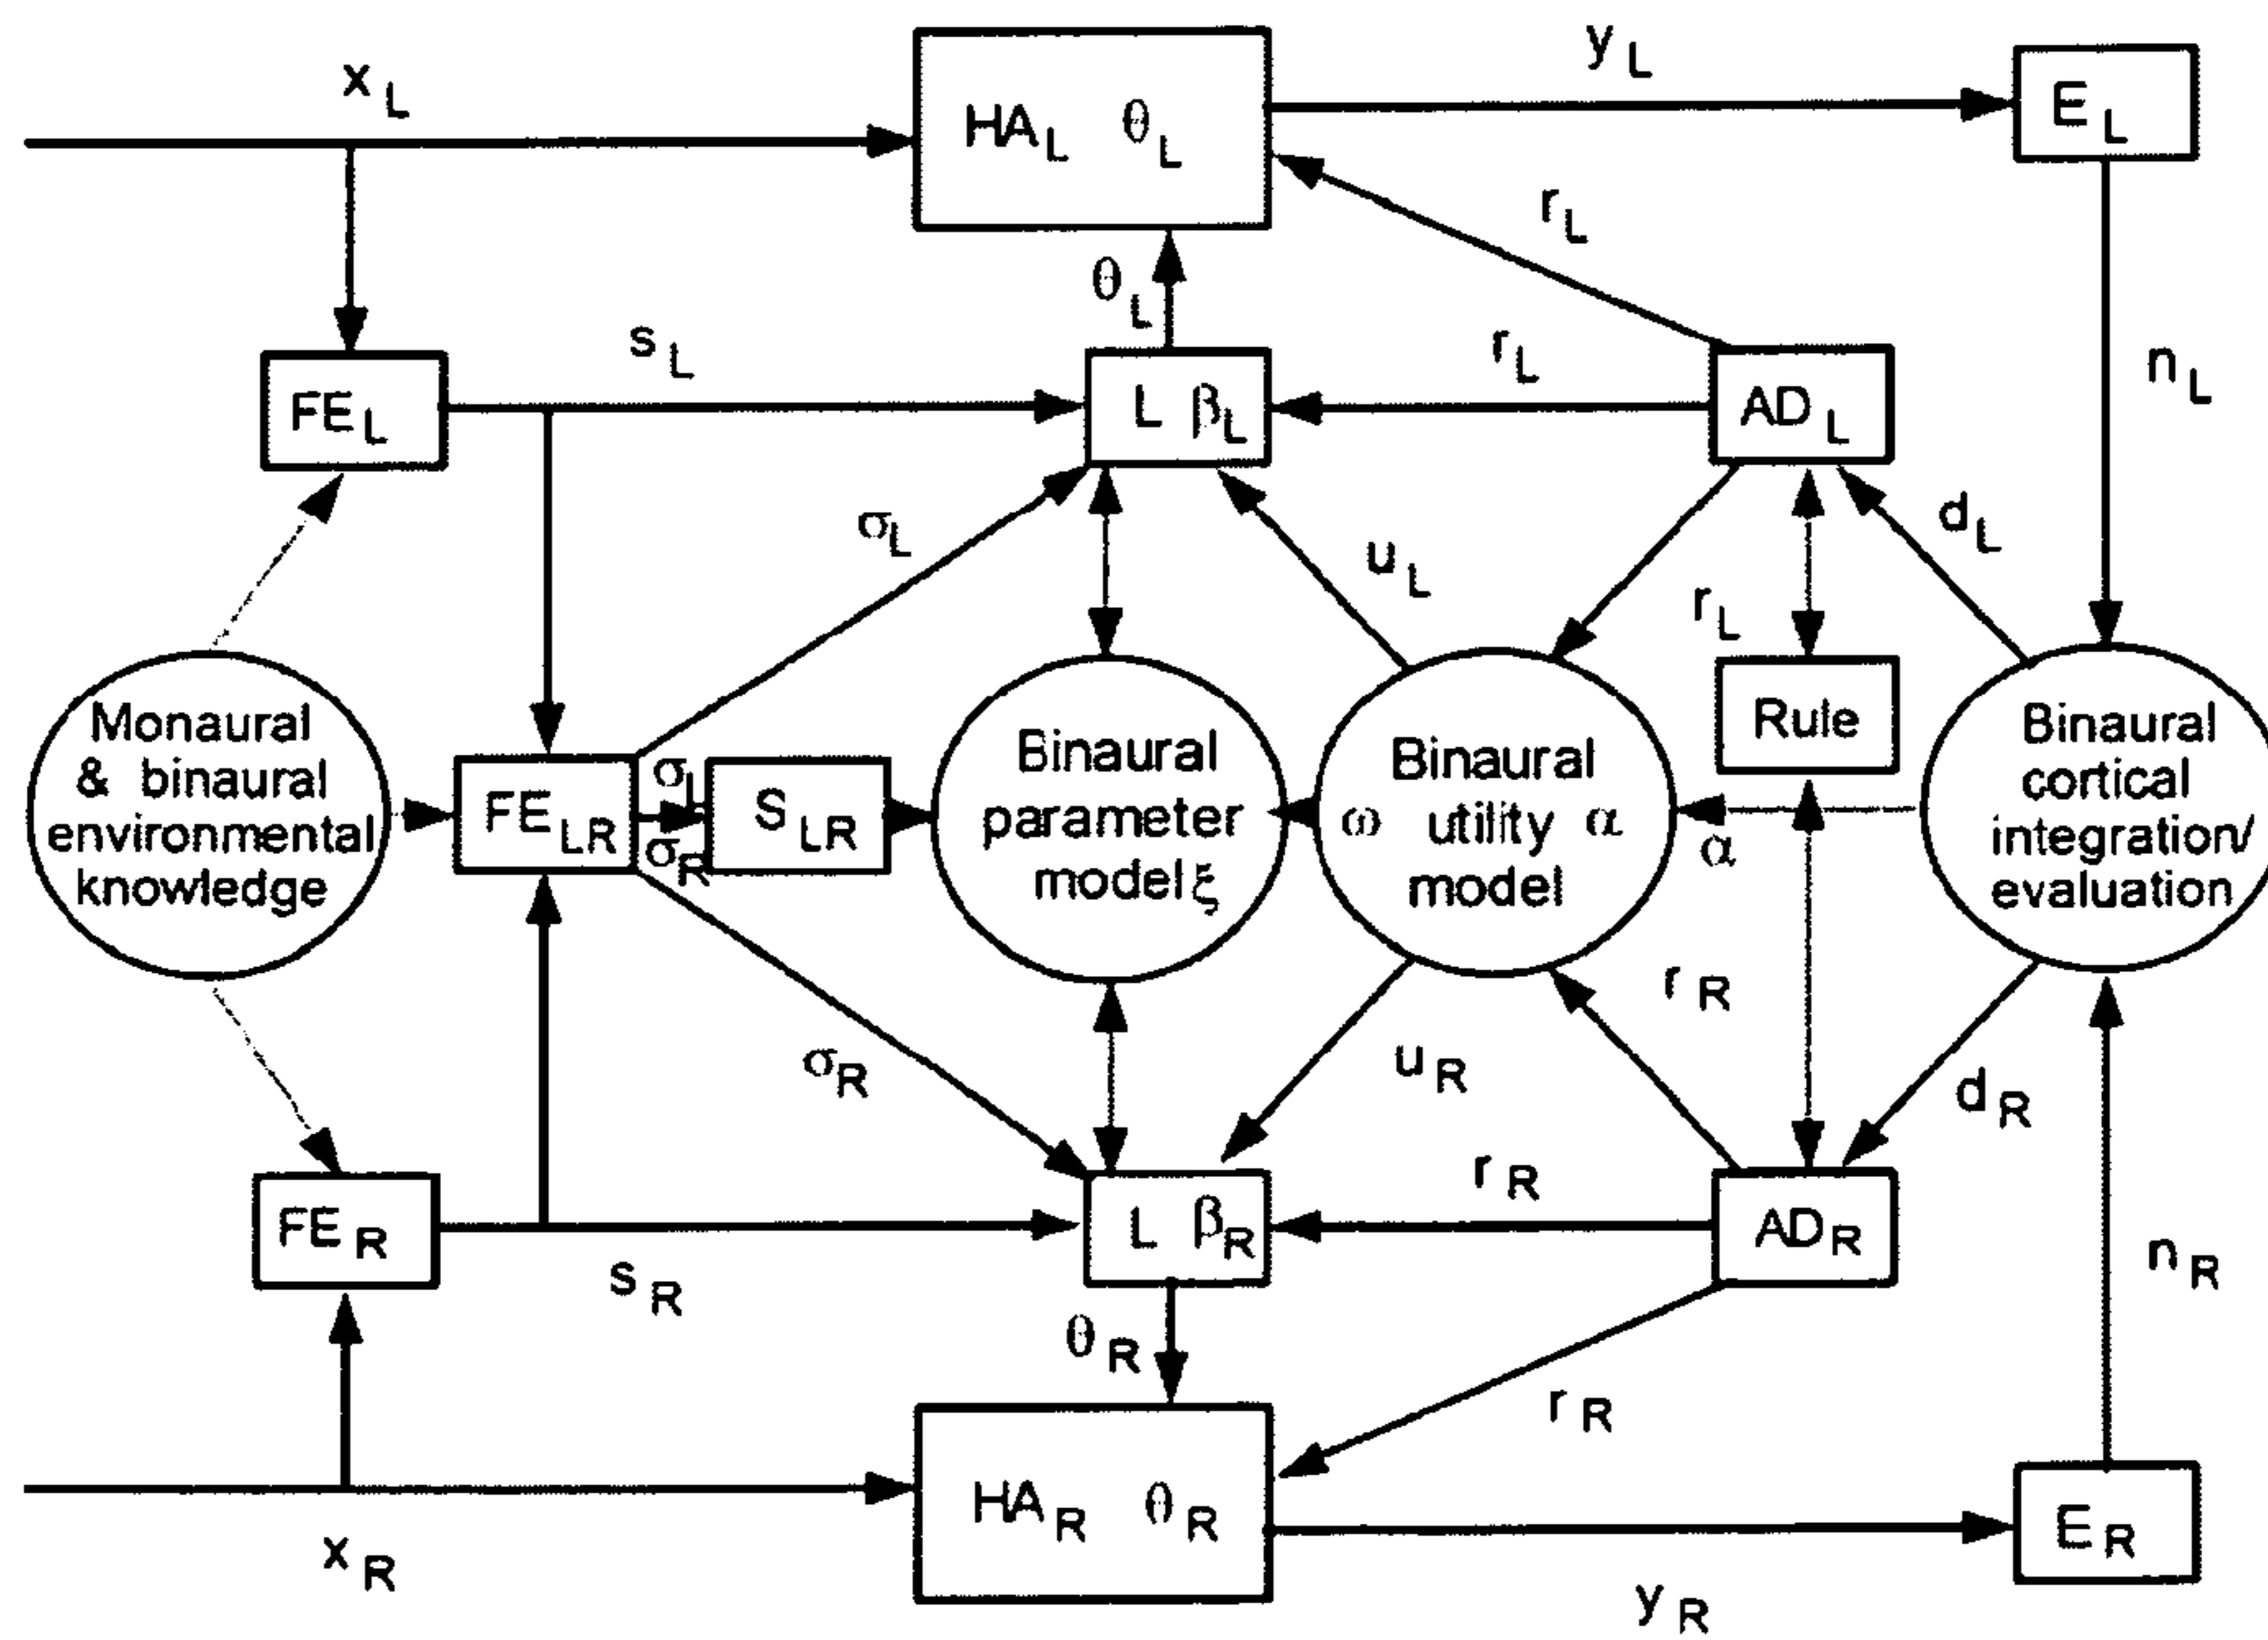 x L
y L
HA L θ L
E L
r L
θ L
s L
r L
n L
FE L
L β L
AD L
σ L
u L
d L
r L
Monaural
& binaural
environmental
knowledge
FE LR
σ L
σ R
S LR
Binaural
parameter
model ξ
Binaural
ω utility α
model
Rule
α
Binaural
cortical
integration/
evaluation
r R
σ R
u R
d R
r R
FE R
L β R
AD R
n R
s R
θ R
r R
HA R θ R
E R
x R
y R